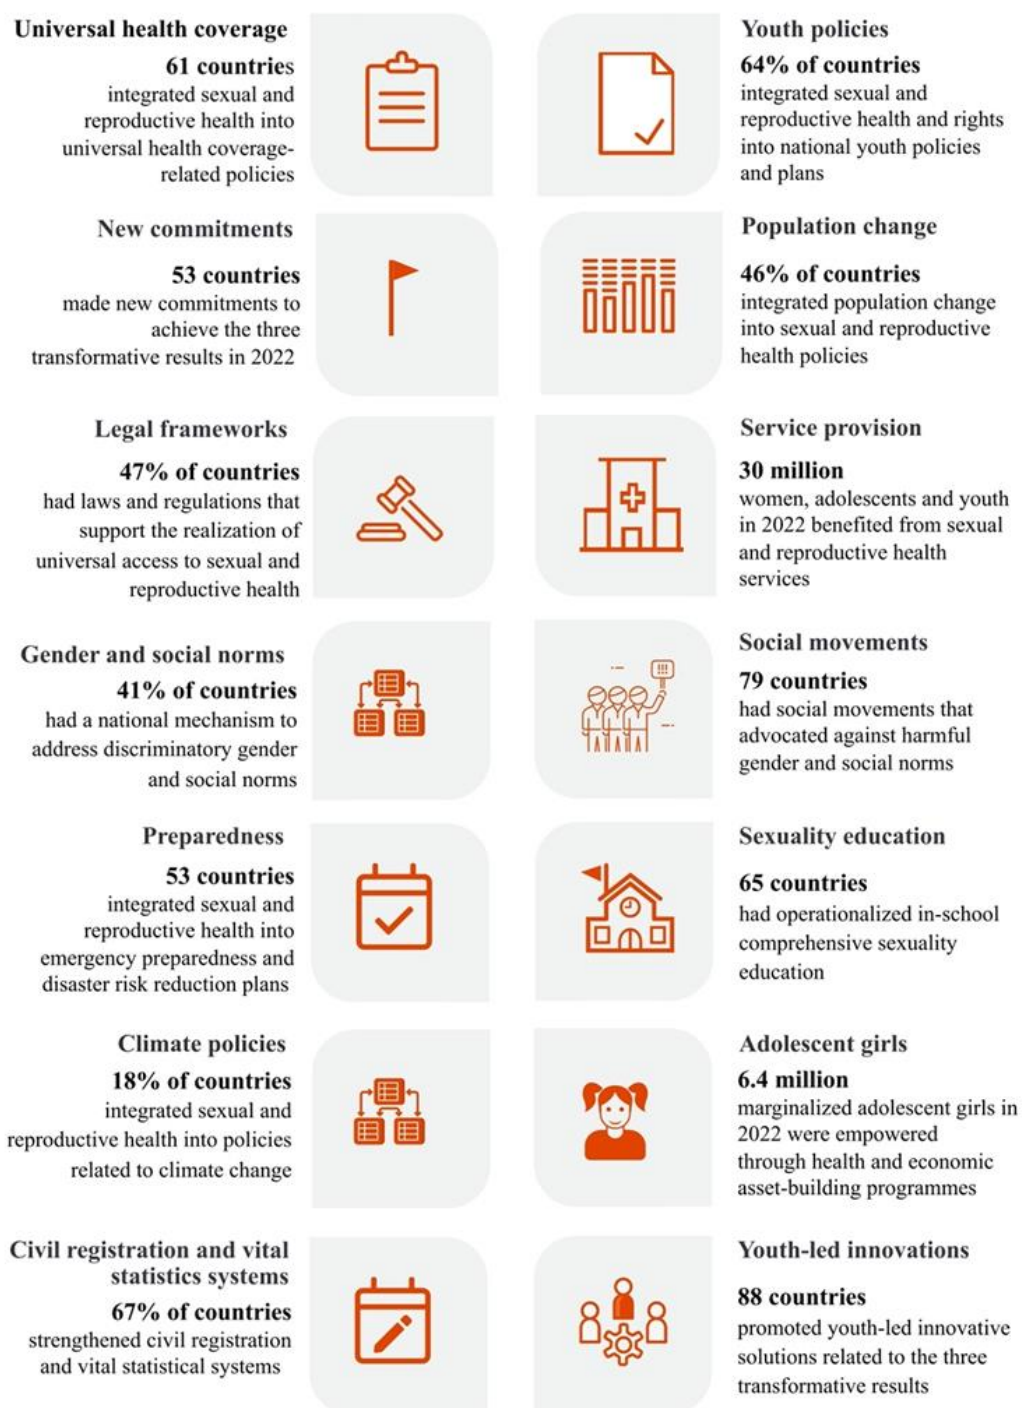 Universal health coverage
61 countries
integrated sexual and
reproductive health into
universal health coverage-
related policies
Youth policies
64% of countries
integrated sexual and
reproductive health and rights
into national youth policies
and plans
New commitments
53 countries
made new commitments to
achieve the three
transformative results in 2022
Population change
46% of countries
integrated population change
into sexual and reproductive
health policies
Legal frameworks
47% of countries
had laws and regulations that
support the realization of
universal access to sexual and
reproductive health
Service provision
30 million
women, adolescents and youth
in 2022 benefited from sexual
and reproductive health
services
Gender and social norms
41% of countries
had a national mechanism to
address discriminatory gender
and social norms
Social movements
79 countries
had social movements that
advocated against harmful
gender and social norms
!!!
Preparedness
53 countries
integrated sexual and
reproductive health into
emergency preparedness and
disaster risk reduction plans
Sexuality education
65 countries
had operationalized in-school
comprehensive sexuality
education
Climate policies
18% of countries
integrated sexual and
reproductive health into policies
related to climate change
Adolescent girls
6.4 million
marginalized adolescent girls in
2022 were empowered
through health and economic
asset-building programmes
Civil registration and vital
statistics systems
67% of countries
strengthened civil registration
and vital statistical systems
Youth-led innovations
88 countries
promoted youth-led innovative
solutions related to the three
transformative results